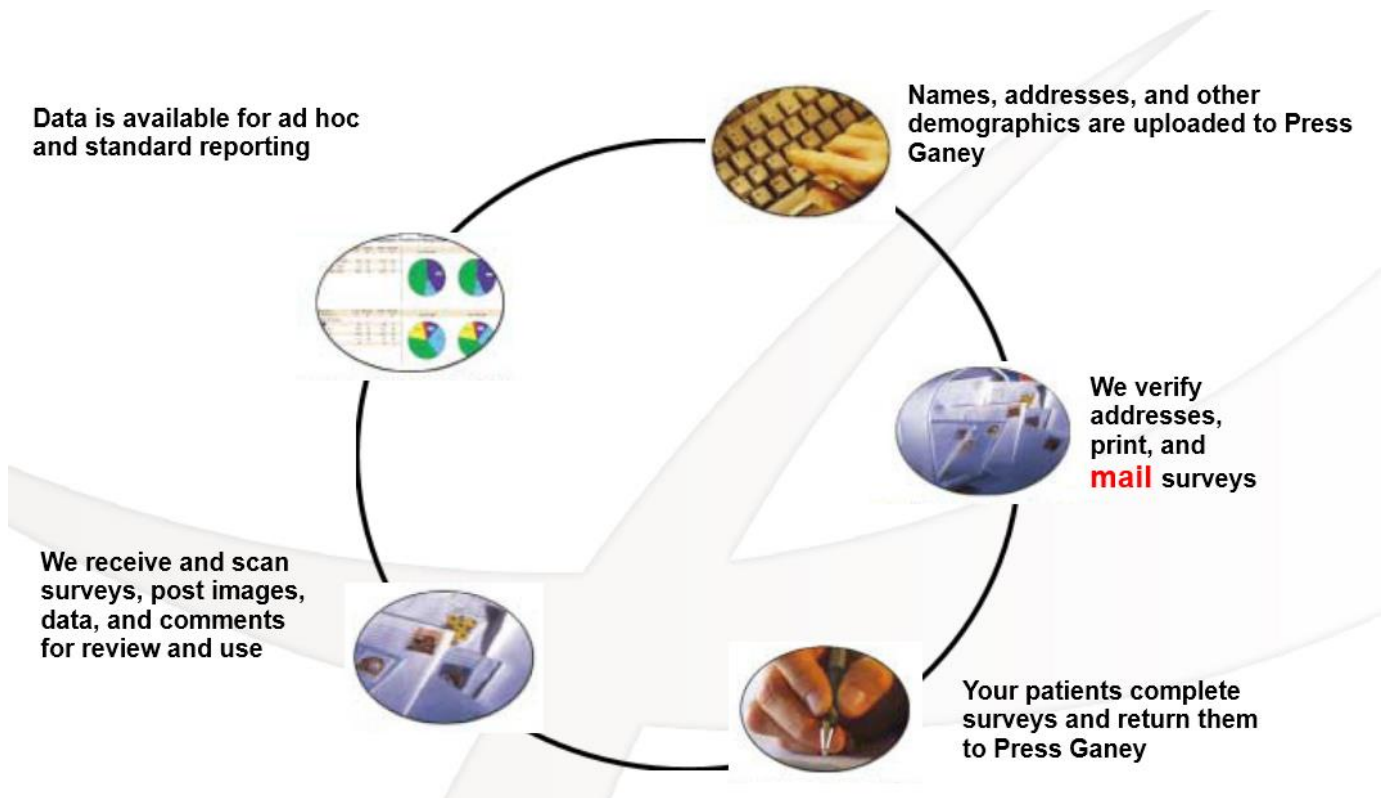 Names, addresses, and other
demographics are uploaded to Press
Ganey
We verify
addresses,
print, and
mail surveys
Your patients complete
surveys and return them
to Press Ganey
We receive and scan
surveys, post images,
data, and comments
for review and use
Data is available for ad hoc
and standard reporting